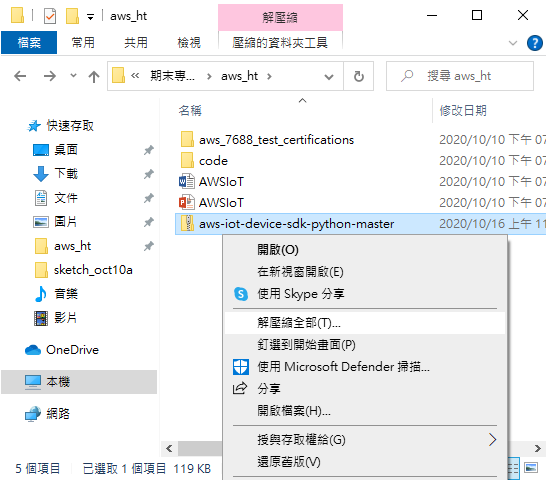 aws_ht
解壓縮
檔案
常用
共用
檢視
壓縮的資料夾工具
期末專...
aws_ht
搜尋 aws_ht
名稱
修改日期
快速存取
桌面
下載
文件
圖片
aws_ht
sketch_oct10a
音樂
影片
OneDrive
本機
網路
aws_7688_test_certifications
2020/10/10 下午 07
code
2020/10/10 下午 07
AWSIoT
2020/10/10 下午 07
AWSIoT
2020/10/10 下午 07
aws-iot-device-sdk-python-master
2020/10/16 上午 11
開啟(O)
在新視窗開啟(E)
使用 Skype 分享
解壓縮全部(T)...
釘選到開始畫面(P)
使用 Microsoft Defender 掃描...
分享
開啟檔案(H)...
授與存取權給(G)
還原舊版(V)
5 個項目
已選取 1 個項目 119 KB